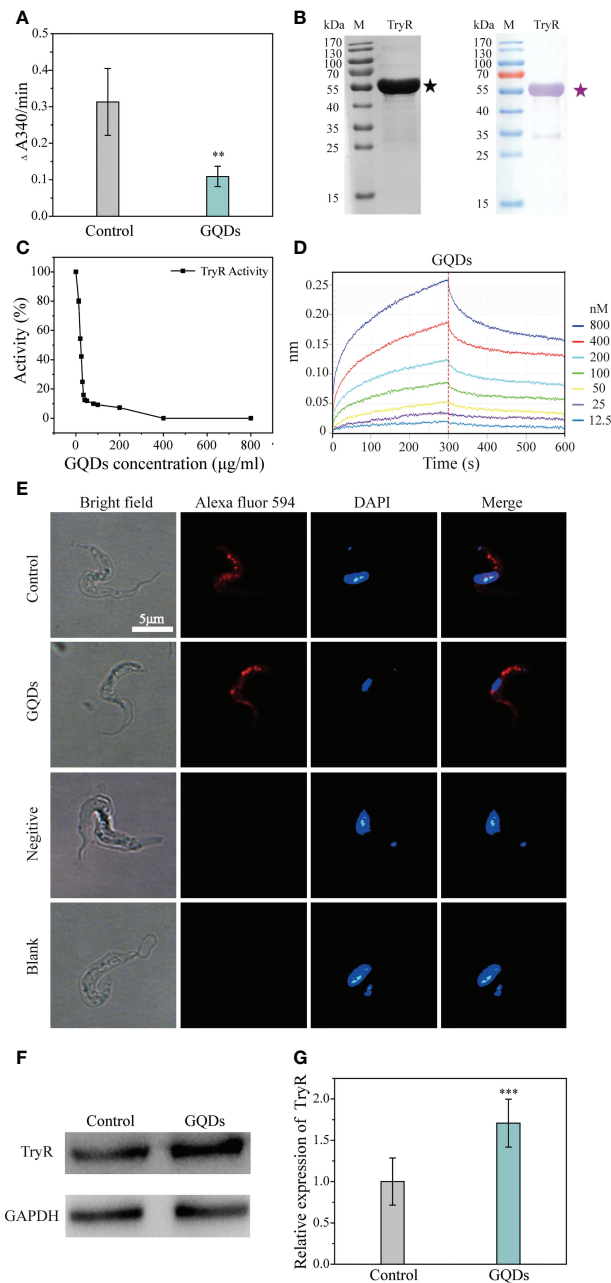 A
Δ A340/min
0.5
0.4
0.3
0.2
0.1
0.0
**
Control GQDs
B
kDa M TryR
170
130
100
70
55
40
35
25
15
kDa M TryR
170
130
100
70
55
40
35
25
15
C
Activity (%)
100
80
60
40
20
10
0
TryR Activity
0 200 400 600 800
GQDs concentration (μg/ml)
D
GQDs
nm
0.25
0.20
0.15
0.10
0.05
0
0 100 200 300 400 500 600
Time (s)
nM
800
400
200
100
50
25
12.5
E
Bright field Alexa fluor 594 DAPI Merge
Control
5μm
GQDs
Negitive
Blank
F
Control GQDs
TryR
GAPDH
G
Relative expression of TryR
2.0
1.5
1.0
0.5
0.0
***
Control GQDs